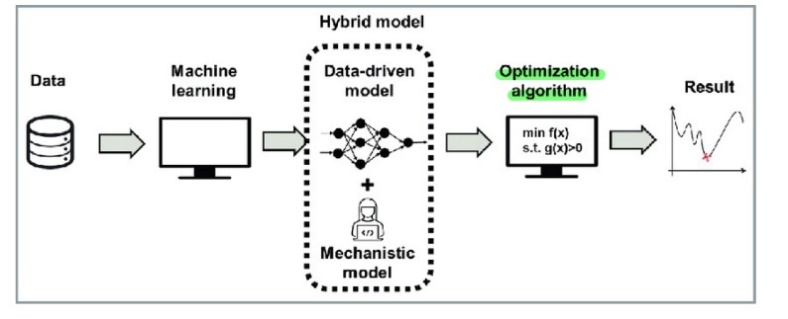 Hybrid model
Data
Machine
learning
Data-driven
model
+
</>
Mechanistic
model
Optimization
algorithm
min f(x)
s.t. g(x)>0
Result